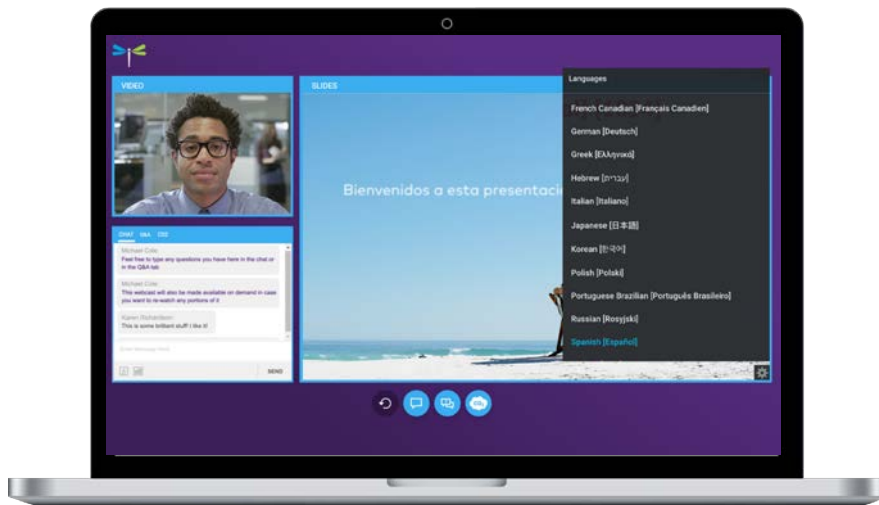 VIDEO
SLIDES
Bienvenidos a esta presentaci
Languages
French Canadian [Français Canadien]
German [Deutsch]
Greek [Ελληνικά]
Hebrew [עברית]
Italian [Italiano]
Japanese [日本語]
Korean [한국어]
Polish [Polski]
Portuguese Brazilian [Português Brasileiro]
Russian [Rosyjski]
Spanish [Español]
CHAT Q&A
Michael Cole:
Feel free to type any questions you have here in the chat or
in the Q&A tab
Michael Cole:
This webcast will also be made available on demand in case
you want to re-watch any portions of it
Karen Richardson:
This is some brilliant stuff! I like it!
SEND